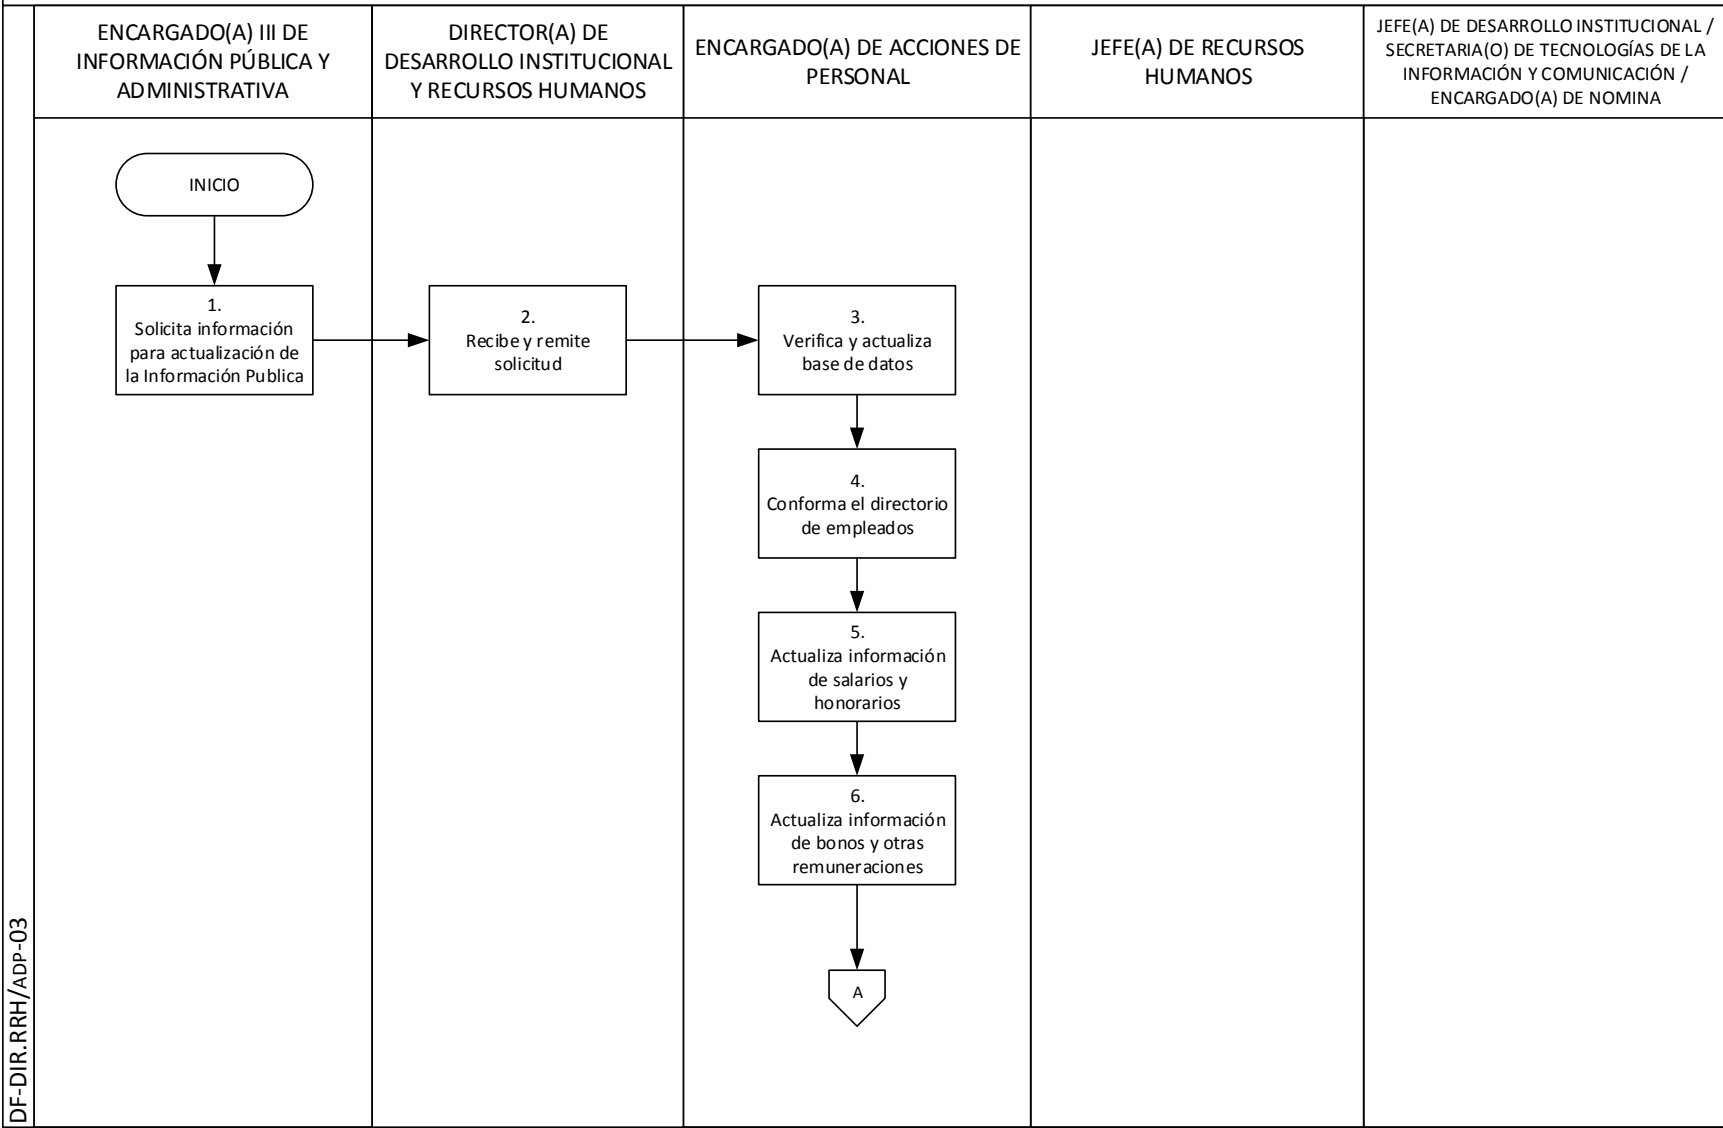 ENCARGADO(A) III DE
INFORMACIÓN PÚBLICA Y
ADMINISTRATIVA
DIRECTOR(A) DE
DESARROLLO INSTITUCIONAL
Y RECURSOS HUMANOS
ENCARGADO(A) DE ACCIONES DE
PERSONAL
JEFE(A) DE RECURSOS
HUMANOS
JEFE(A) DE DESARROLLO INSTITUCIONAL /
SECRETARIA(O) DE TECNOLOGÍAS DE LA
INFORMACIÓN Y COMUNICACIÓN /
ENCARGADO(A) DE NOMINA
INICIO
1.
Solicita información
para actualización de
la Información Publica
2.
Recibe y remite
solicitud
3.
Verifica y actualiza
base de datos
4.
Conforma el directorio
de empleados
5.
Actualiza información
de salarios y
honorarios
6.
Actualiza información
de bonos y otras
remuneraciones
A
DF-DIR.RRH/ADP-03